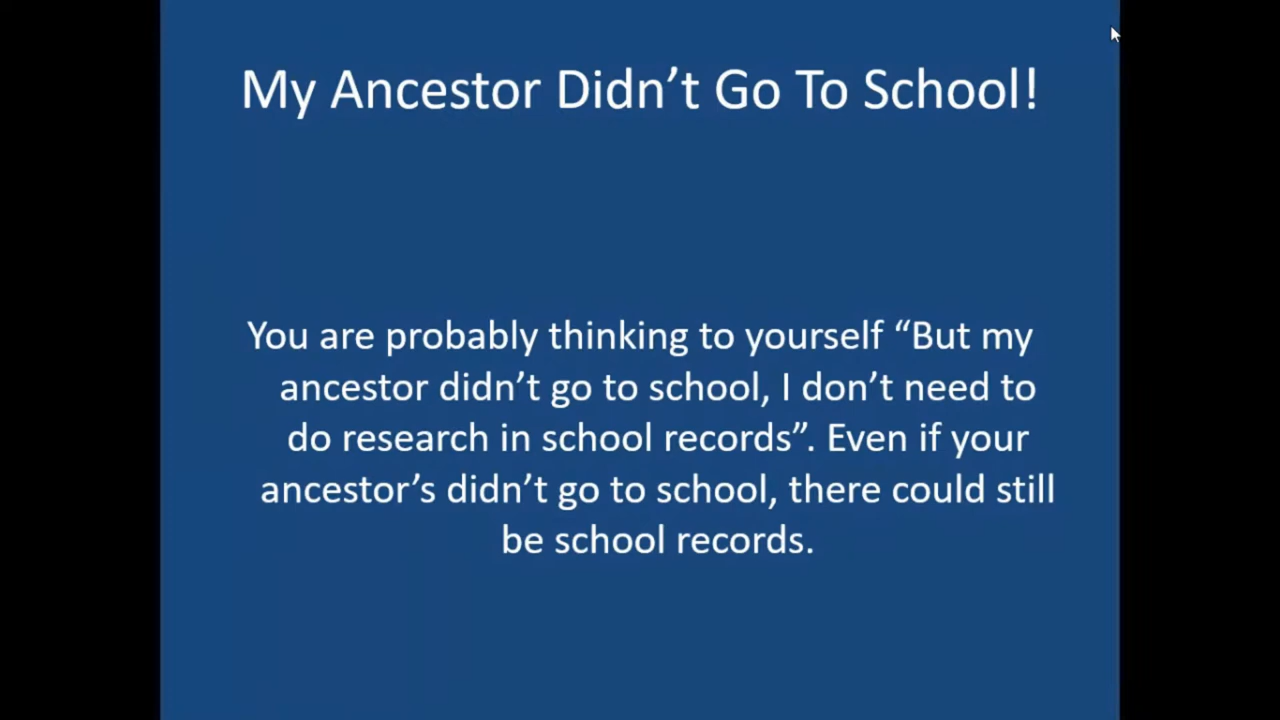 My Ancestor Didn’t Go To School!
You are probably thinking to yourself “But my
ancestor didn’t go to school, I don’t need to
do research in school records”. Even if your
ancestor’s didn’t go to school, there could still
be school records.